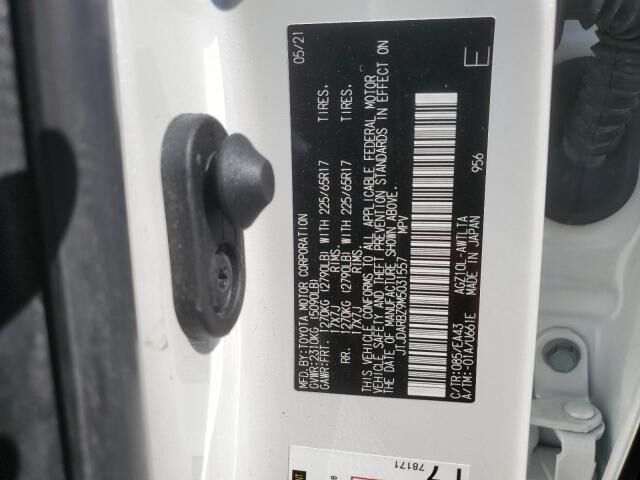 MFD.BY:TOYOTA MOTOR CORPORATION 05/21
GVWR:2310KG (5090LB)
GAWR:FRT. 1270KG (2790LB) WITH 225/65R17 TIRES.
17X7J RIMS.
RR. 1270KG (2790LB) WITH 225/65R17 TIRES.
17X7J RIMS.
THIS VEHICLE CONFORMS TO ALL APPLICABLE FEDERAL MOTOR
VEHICLE SAFETY AND THEFT PREVENTION STANDARDS IN EFFECT ON
THE DATE OF MANUFACTURE SHOWN ABOVE.
JTJDARBZ9M5031557 MPV
C/TR:085/EA43 AGZ10L-AWTLTA
A/TM:-01A/U661E MADE IN JAPAN 956
E
78171